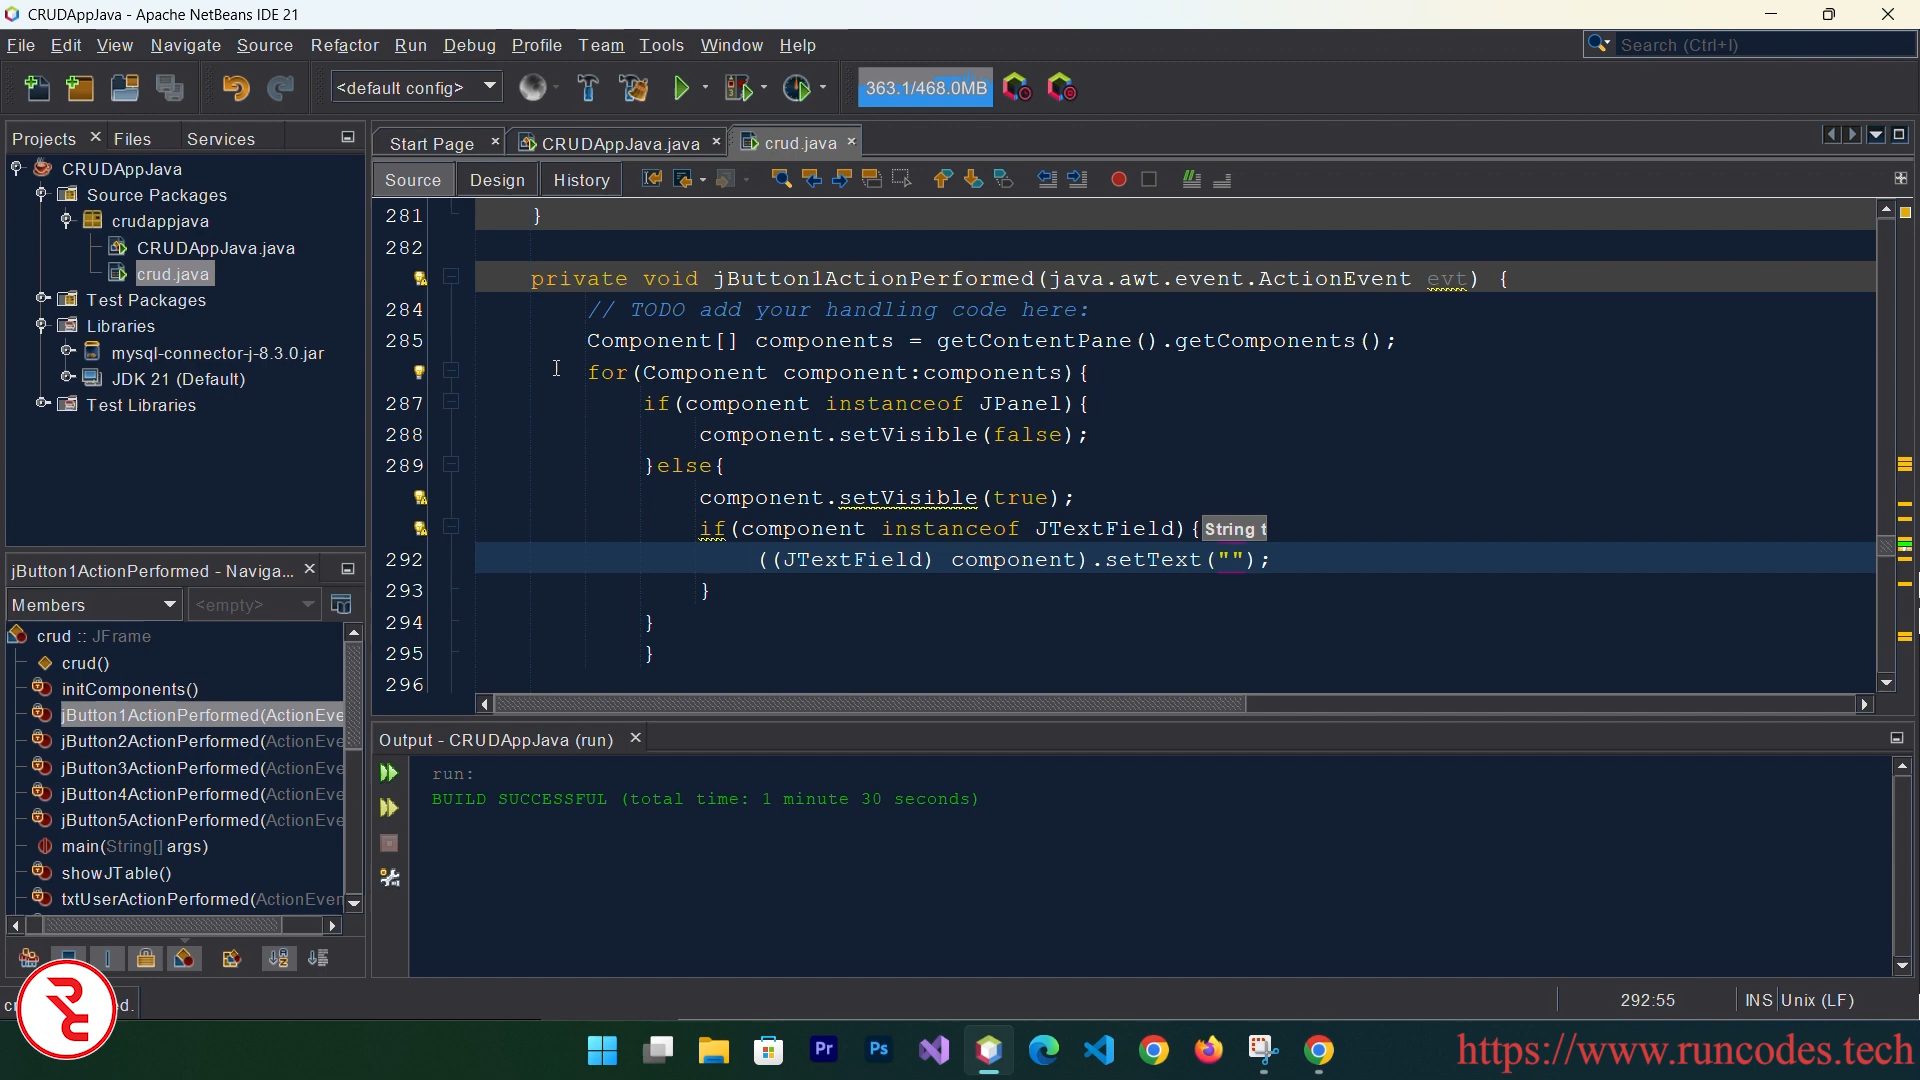 CRUDAppJava - Apache NetBeans IDE 21
File Edit View Navigate Source Refactor Run Debug Profile Team Tools Window Help
Search (Ctrl+I)
<default config>
363.1/468.0MB
Projects Files Services
CRUDAppJava
Source Packages
crudappjava
CRUDAppJava.java
crud.java
Test Packages
Libraries
mysql-connector-j-8.3.0.jar
JDK 21 (Default)
Test Libraries
Start Page CRUDAppJava.java crud.java
Source Design History
281 }
282
private void jButton1ActionPerformed(java.awt.event.ActionEvent evt) {
284 // TODO add your handling code here:
285 Component[] components = getContentPane().getComponents();
for(Component component:components){
287 if(component instanceof JPanel){
288 component.setVisible(false);
289 }else{
component.setVisible(true);
if(component instanceof JTextField){ String t
292 ((JTextField) component).setText("");
293 }
294 }
295 }
296
jButton1ActionPerformed - Naviga...
Members <empty>
crud :: JFrame
crud()
initComponents()
jButton1ActionPerformed(ActionEve
jButton2ActionPerformed(ActionEve
jButton3ActionPerformed(ActionEve
jButton4ActionPerformed(ActionEve
jButton5ActionPerformed(ActionEve
main(String[] args)
showJTable()
txtUserActionPerformed(ActionEver
Output - CRUDAppJava (run)
run:
BUILD SUCCESSFUL (total time: 1 minute 30 seconds)
292:55 INS Unix (LF)
Pr Ps
https://www.runcodes.tech